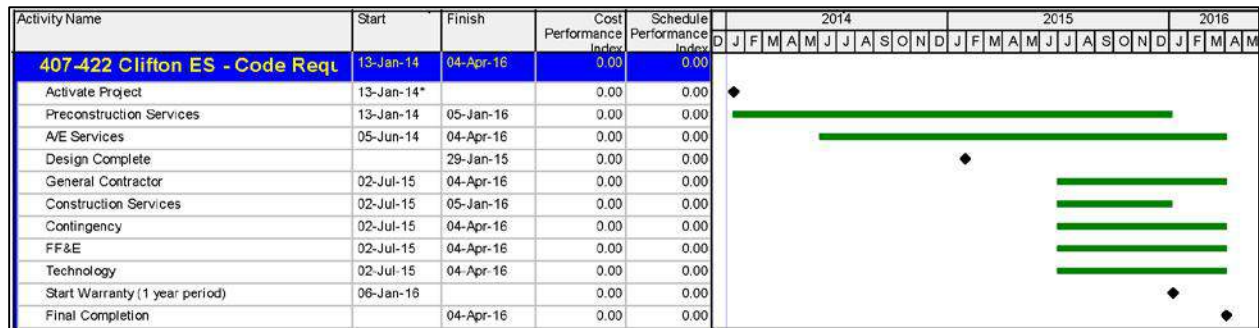 Activity Name Start Finish Cost Performance Index Schedule Performance Index 2014 2015 2016
D J F M A M J J A S O N D J F M A M J J A S O N D J F M A M
407-422 Clifton ES - Code Requ 13-Jan-14 04-Apr-16 0.00 0.00
Activate Project 13-Jan-14* 0.00 0.00
Preconstruction Services 13-Jan-14 05-Jan-16 0.00 0.00
A/E Services 05-Jun-14 04-Apr-16 0.00 0.00
Design Complete 29-Jan-15 0.00 0.00
General Contractor 02-Jul-15 04-Apr-16 0.00 0.00
Construction Services 02-Jul-15 05-Jan-16 0.00 0.00
Contingency 02-Jul-15 04-Apr-16 0.00 0.00
FF&E 02-Jul-15 04-Apr-16 0.00 0.00
Technology 02-Jul-15 04-Apr-16 0.00 0.00
Start Warranty (1 year period) 06-Jan-16 0.00 0.00
Final Completion 04-Apr-16 0.00 0.00